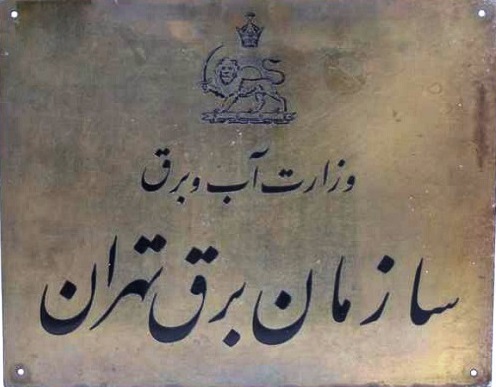 وزارت آب و برق
سازمان برق تهران